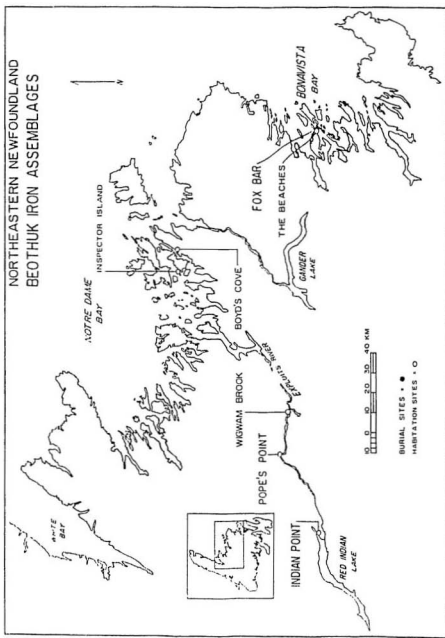 NORTHEASTERN NEWFOUNDLAND
BEOTHUK IRON ASSEMBLAGES
N
WHITE BAY
NOTRE DAME
BAY
INSPECTOR ISLAND
BOYD'S COVE
EXPLOITS RIVER
WIGWAM BROOK
POPE'S POINT
INDIAN POINT
RED INDIAN
LAKE
GANDER
LAKE
FOX BAR
THE BEACHES
BONAVISTA
BAY
10 0 10 20 30 40 KM
BURIAL SITES • ●
HABITATION SITES • ○